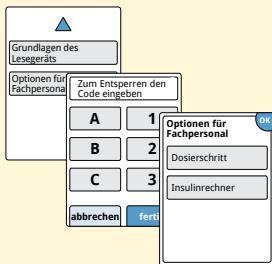 Grundlagen des
Lesegeräts
Optionen für
Zum Entsperren den
Code eingeben
A 1
B 2
C 3
abbrechen
OK
Optionen für
Fachpersonal
Dosierschritt
Insulinrechner